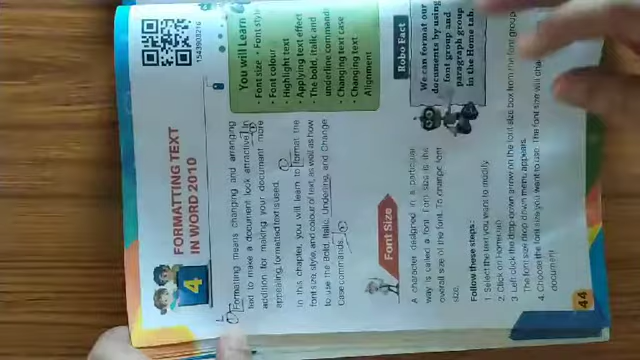 4
FORMATTING TEXT
IN WORD 2010
1543903216
Formatting means changing and arranging
text to make a document look attractive. In
addition, for making your document more
appealing, formatted text is used.
In this chapter, you will learn to format the
font size, style, and colour of text, as well as how
to use the Bold, Italic, Underline, and Change
Case commands.
You will Learn
• Font size • Font style
• Font colour
• Highlight text
• Applying text effect
• The bold, italic and
underline command
• Changing text case
• Changing text
Alignment
Font Size
A character designed in a particular
way is called a font. Font size is the
overall size of the font. To change font
size,
Robo Fact
We can format our
documents by using
font group and
paragraph group
in the Home tab.
Follow these steps :
1. Select the text you want to modify.
2. Click on Home tab.
3. Left click the drop-down arrow on the font size box from the font group.
The font size drop down menu appears.
4. Choose the font size you want to use. The font size will
document.
44